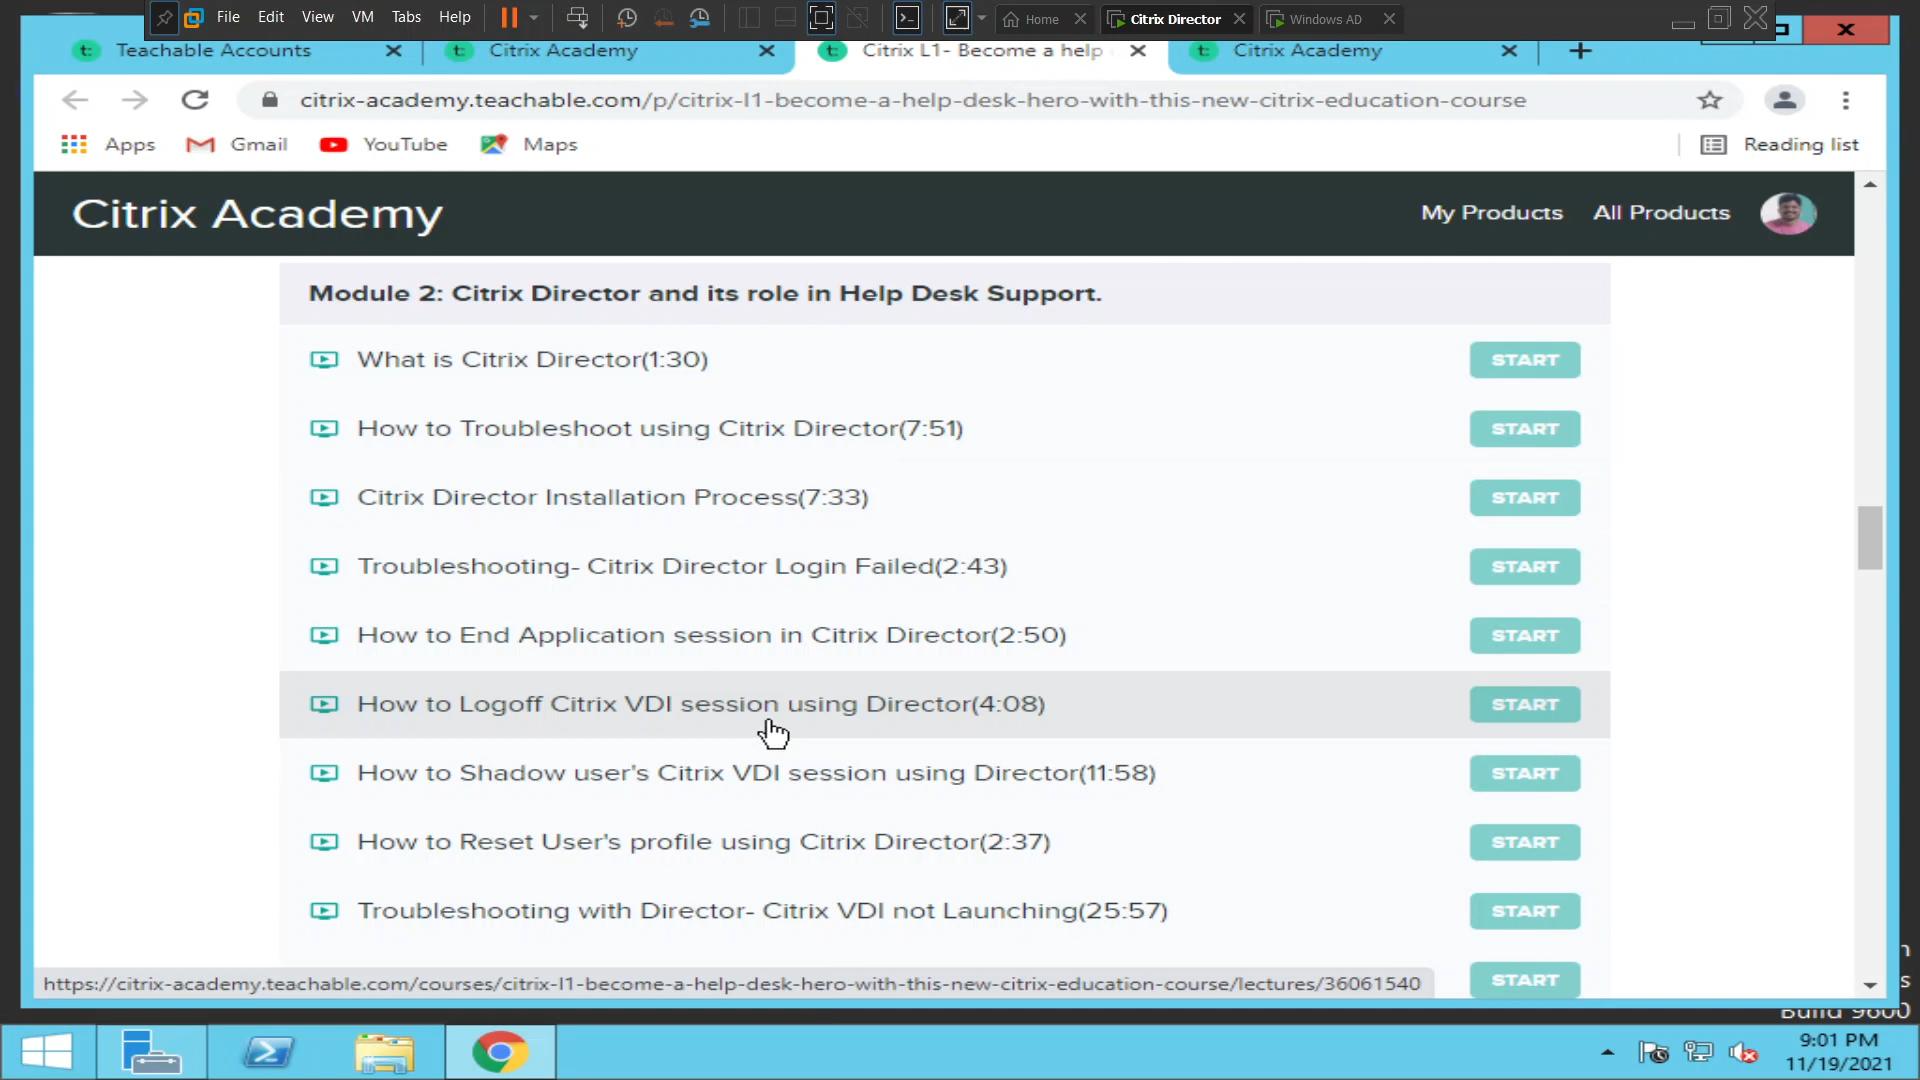 File Edit View VM Tabs Help Home Citrix Director Windows AD
Teachable Accounts Citrix Academy Citrix L1- Become a help Citrix Academy
citrix-academy.teachable.com/p/citrix-l1-become-a-help-desk-hero-with-this-new-citrix-education-course
Apps Gmail YouTube Maps Reading list
Citrix Academy My Products All Products
Module 2: Citrix Director and its role in Help Desk Support.
What is Citrix Director(1:30) START
How to Troubleshoot using Citrix Director(7:51) START
Citrix Director Installation Process(7:33) START
Troubleshooting- Citrix Director Login Failed(2:43) START
How to End Application session in Citrix Director(2:50) START
How to Logoff Citrix VDI session using Director(4:08) START
How to Shadow user's Citrix VDI session using Director(11:58) START
How to Reset User's profile using Citrix Director(2:37) START
Troubleshooting with Director- Citrix VDI not Launching(25:57) START
https://citrix-academy.teachable.com/courses/citrix-l1-become-a-help-desk-hero-with-this-new-citrix-education-course/lectures/36061540 START
Build 9600
9:01 PM
11/19/2021